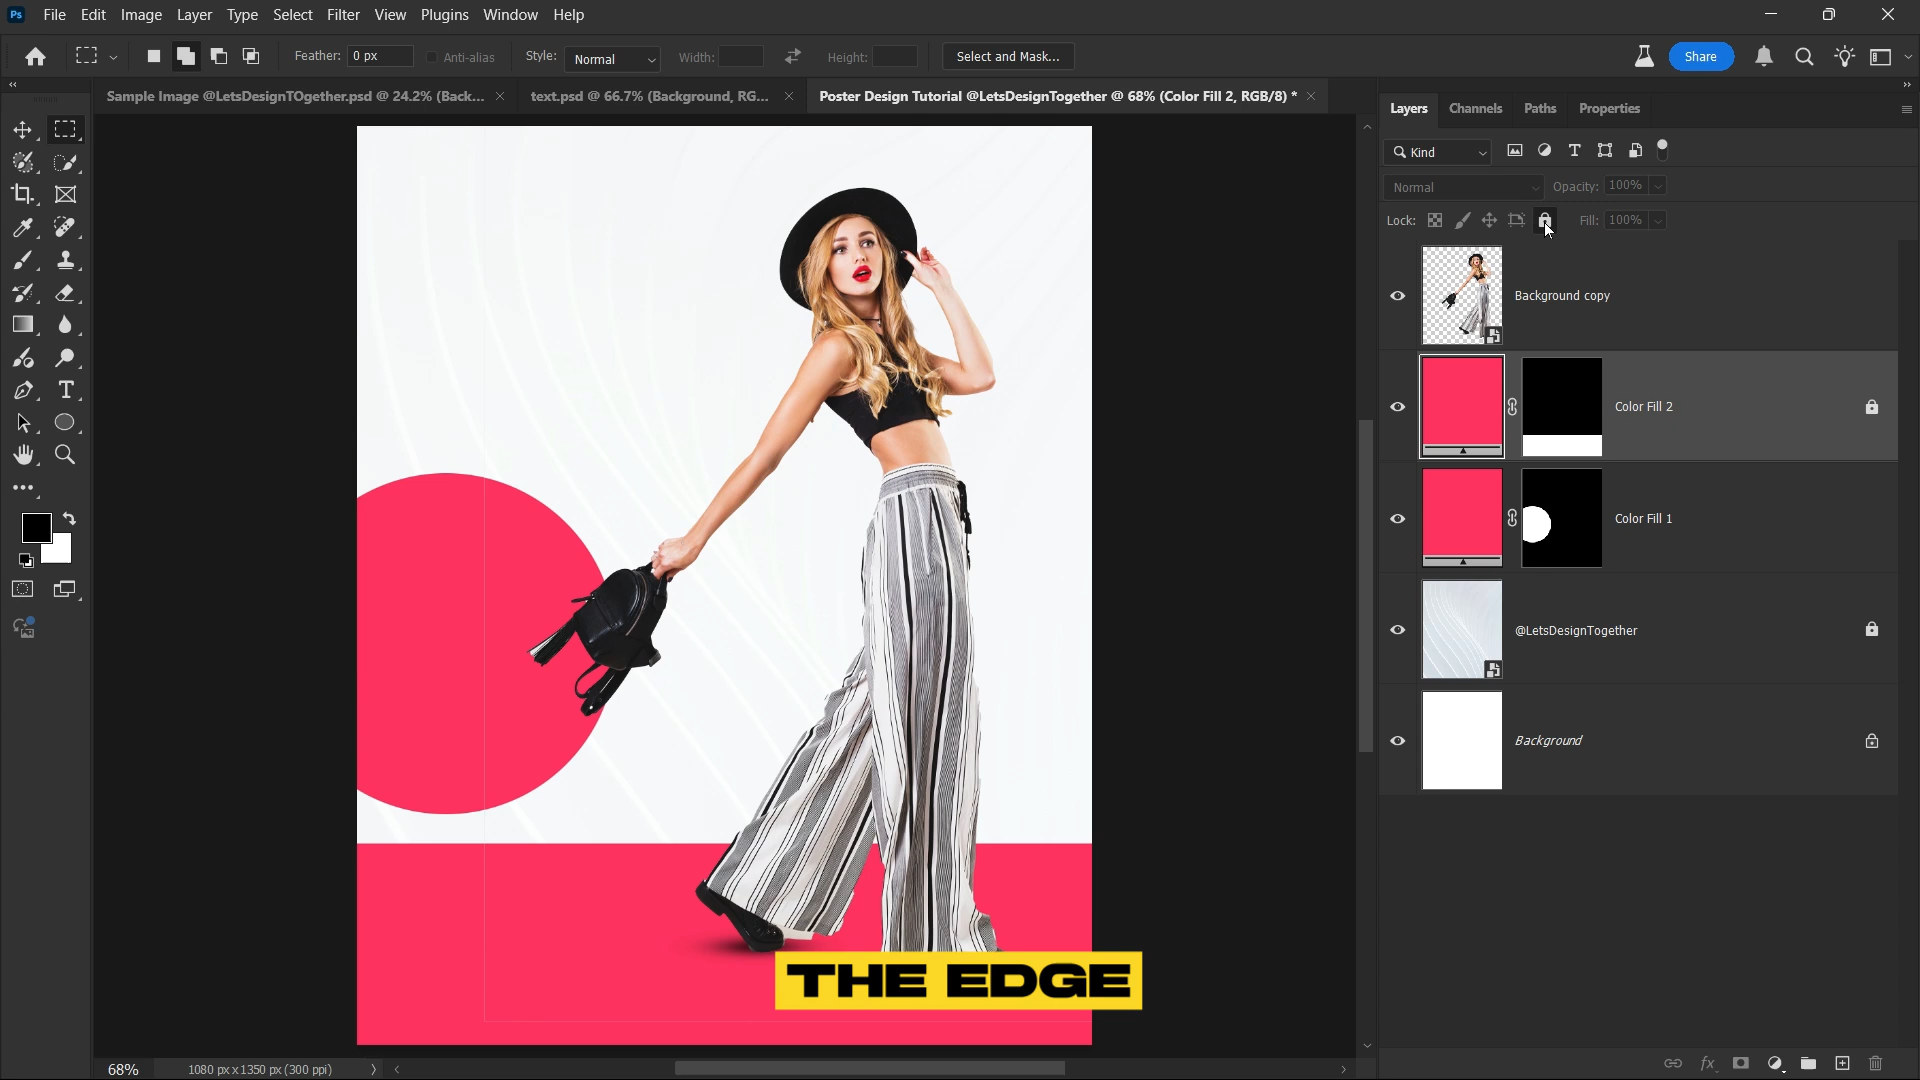 Ps File Edit Image Layer Type Select Filter View Plugins Window Help
Feather: 0 px Anti-alias Style: Normal Width: Height: Select and Mask... Share
Sample Image @LetsDesignTOgether.psd @ 24.2% (Back... text.psd @ 66.7% (Background, RG... Poster Design Tutorial @LetsDesignTogether @ 68% (Color Fill 2, RGB/8) *
Layers Channels Paths Properties
Kind
Normal Opacity: 100%
Lock: Fill: 100%
Background copy
Color Fill 2
Color Fill 1
@LetsDesignTogether
Background
THE EDGE
68% 1080 px x 1350 px (300 ppi)